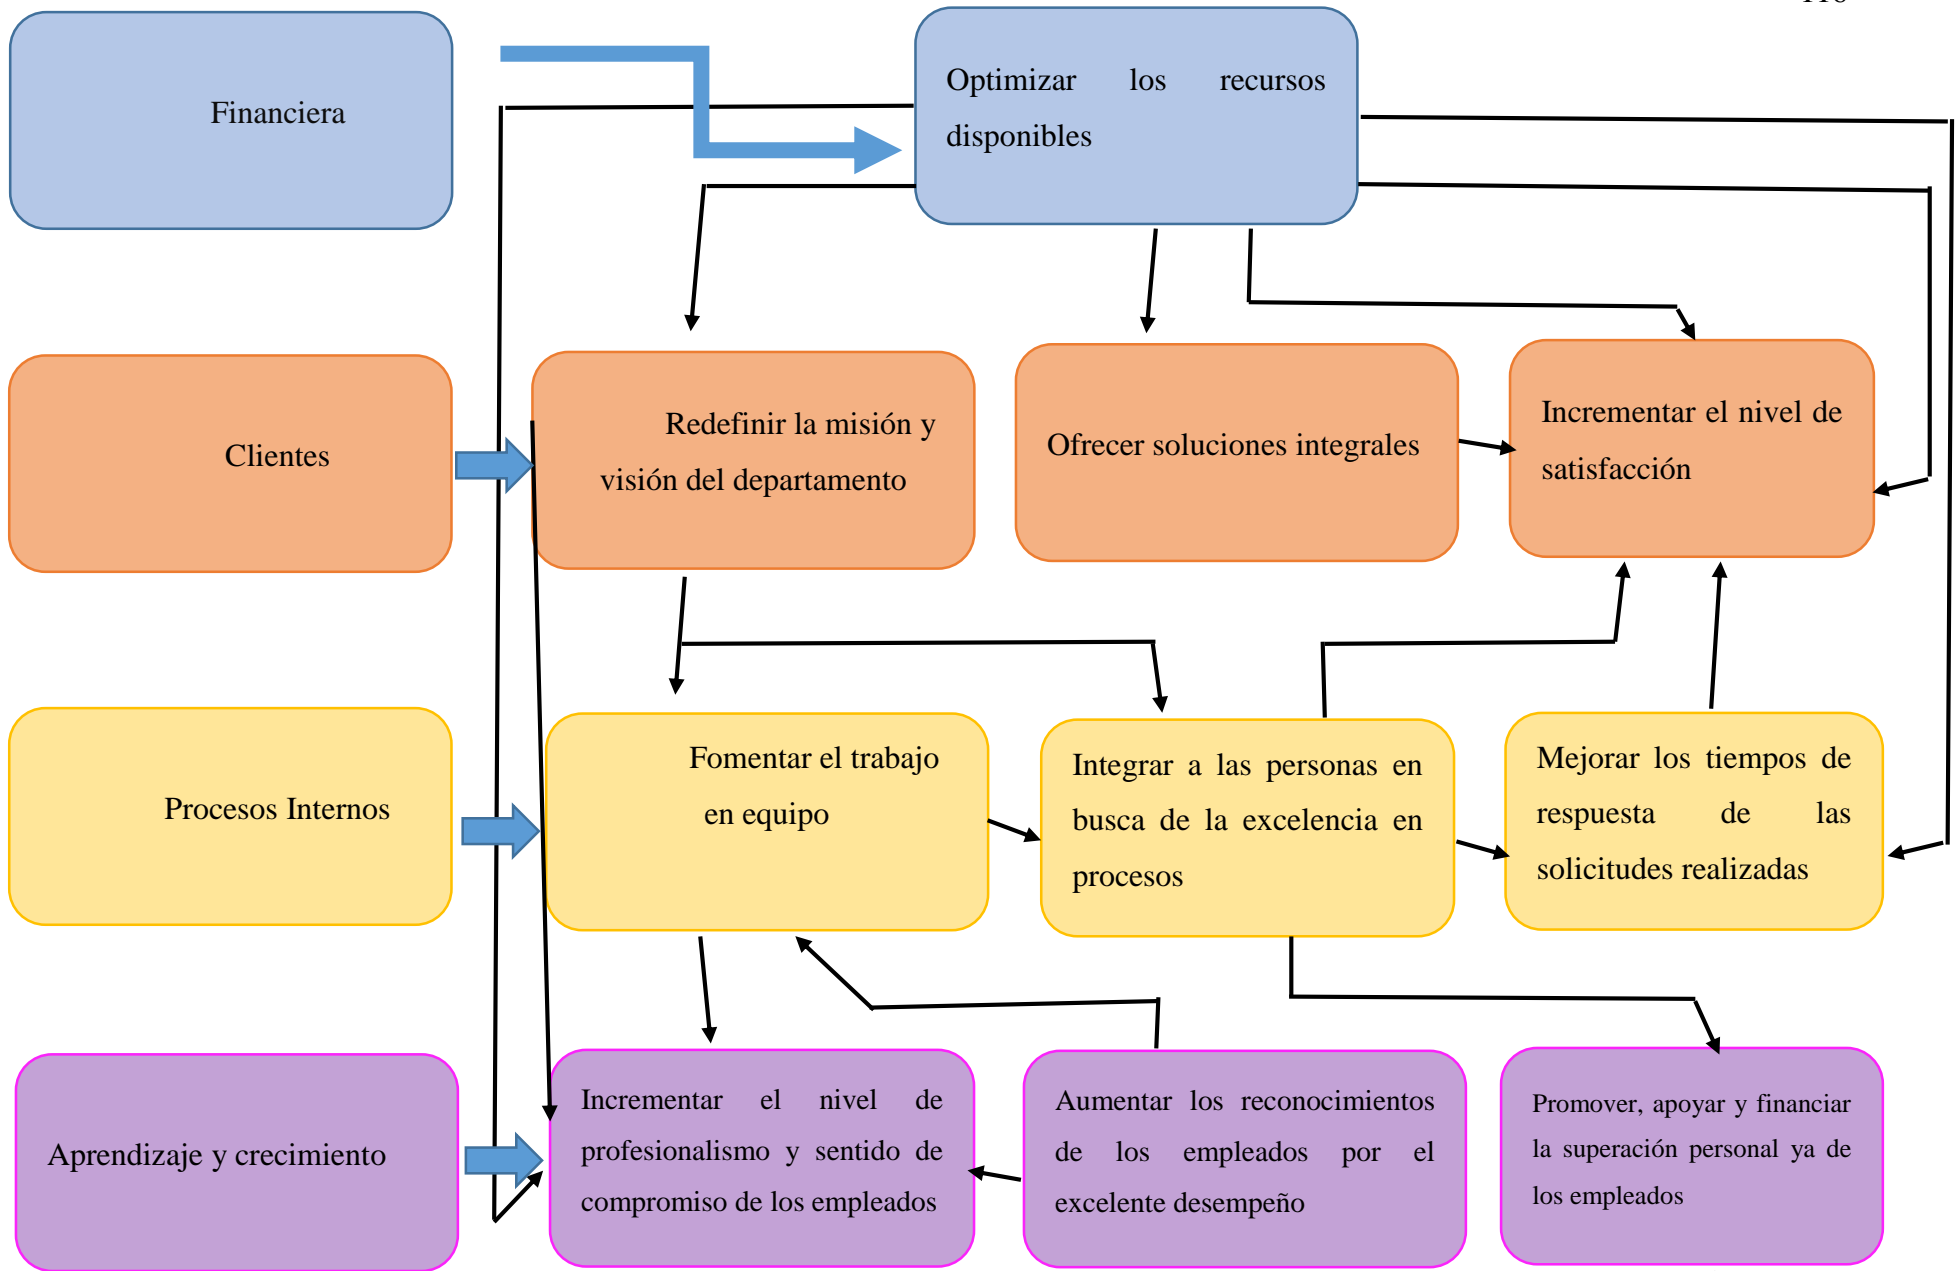 Financiera
Optimizar los recursos
disponibles
Clientes
Redefinir la misión y
visión del departamento
Ofrecer soluciones integrales
Incrementar el nivel de
satisfacción
Procesos Internos
Fomentar el trabajo
en equipo
Integrar a las personas en
busca de la excelencia en
procesos
Mejorar los tiempos de
respuesta de las
solicitudes realizadas
Aprendizaje y crecimiento
Incrementar el nivel de
profesionalismo y sentido de
compromiso de los empleados
Aumentar los reconocimientos
de los empleados por el
excelente desempeño
Promover, apoyar y financiar
la superación personal ya de
los empleados